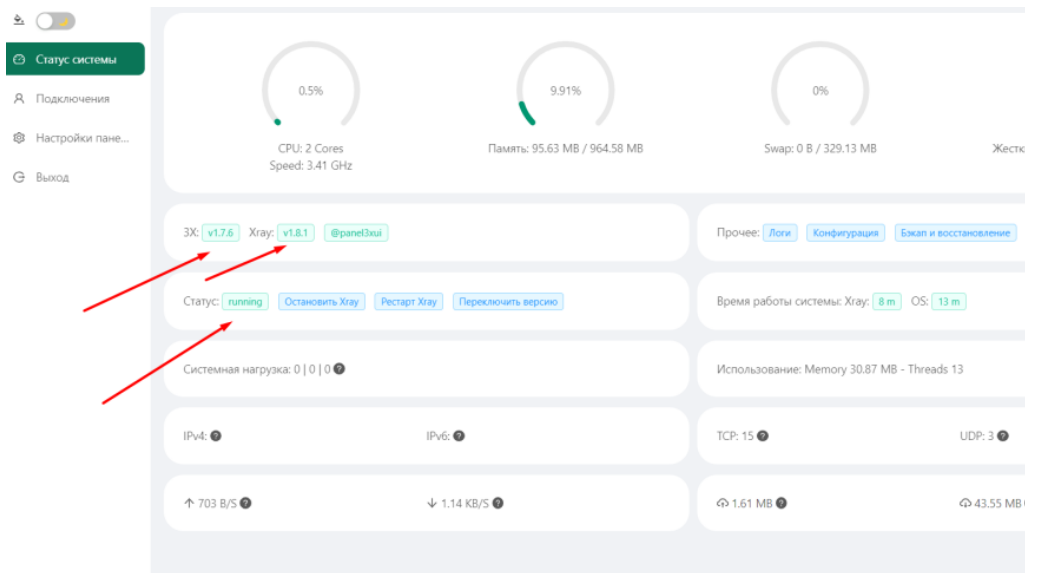 Статус системы
Подключения
Настройки пане...
Выход
0.5%
CPU: 2 Cores
Speed: 3.41 GHz
9.91%
Память: 95.63 MB / 964.58 MB
0%
Swap: 0 B / 329.13 MB
Жестк
3X: v1.7.6 Xray: v1.8.1 @panel3xui
Прочее: Логи Конфигурация Бэкап и восстановление
Статус: running Остановить Xray Рестарт Xray Переключить версию
Время работы системы: Xray: 8 m OS: 13 m
Системная нагрузка: 0 | 0 | 0
Использование: Memory 30.87 MB - Threads 13
IPv4: IPv6:
TCP: 15 UDP: 3
703 B/S 1.14 KB/S
1.61 MB 43.55 MB